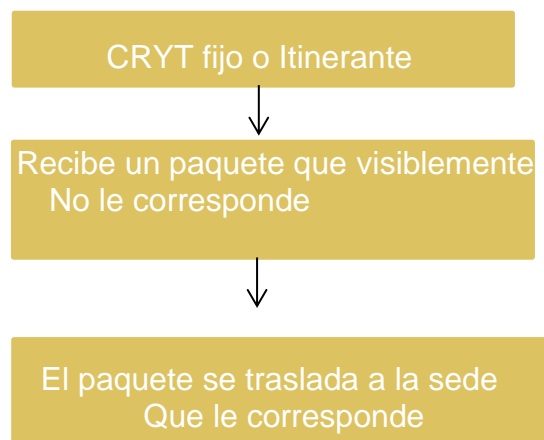 CRYT fijo o Itinerante
Recibe un paquete que visiblemente
No le corresponde
El paquete se traslada a la sede
Que le corresponde